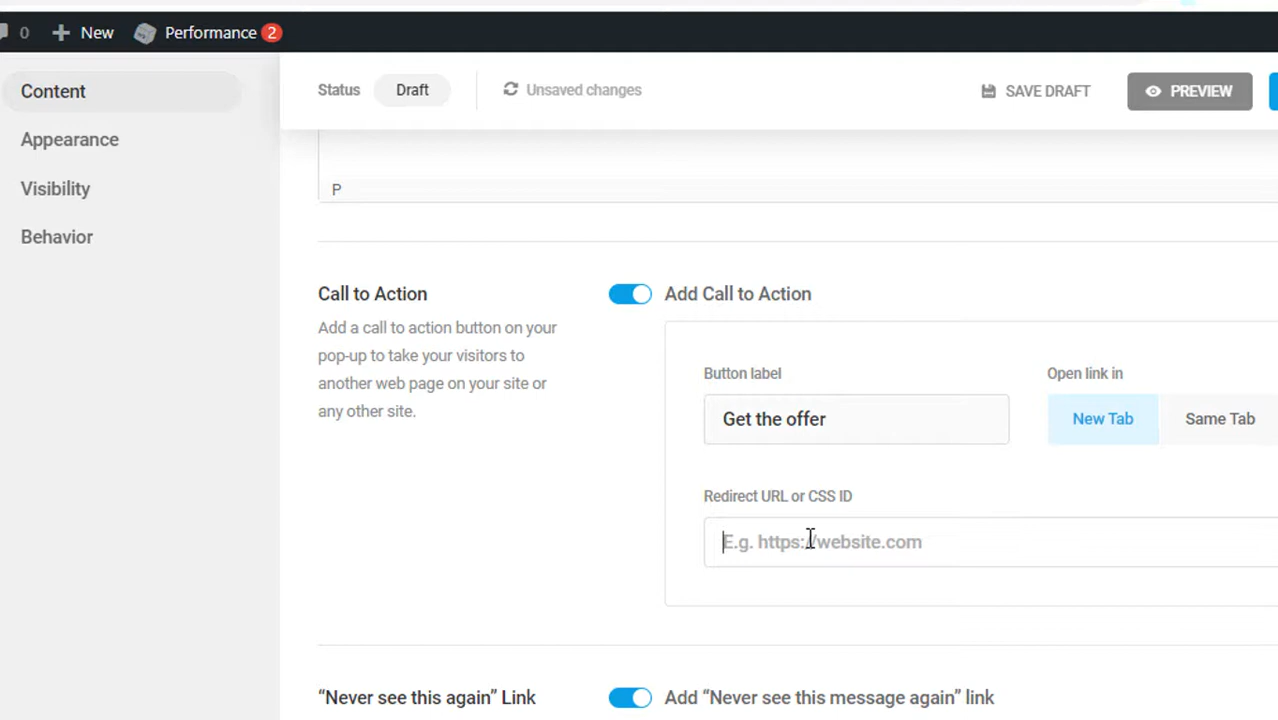 0 New Performance 2
Content
Appearance
Visibility
Behavior
Status Draft Unsaved changes SAVE DRAFT PREVIEW
P
Call to Action
Add a call to action button on your
pop-up to take your visitors to
another web page on your site or
any other site.
Add Call to Action
Button label
Get the offer
Open link in
New Tab Same Tab
Redirect URL or CSS ID
E.g. https://website.com
“Never see this again” Link
Add “Never see this message again” link